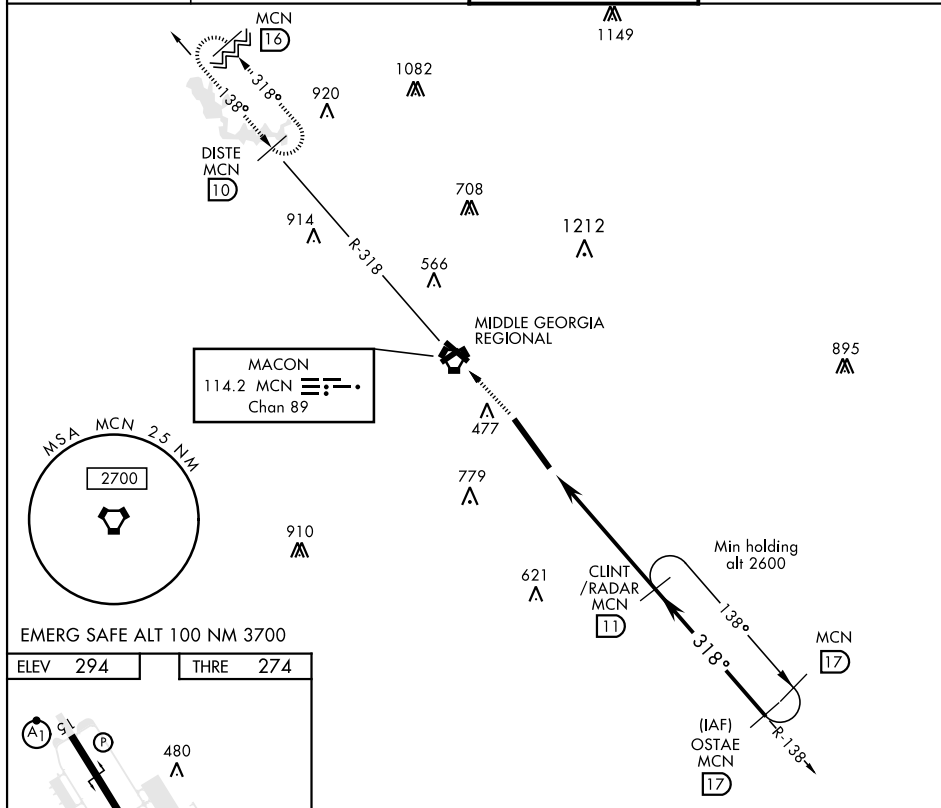 MCN
16
1149
1082
318°
138°
920
DISTE
MCN
10
708
914
1212
R-318
566
MIDDLE GEORGIA
REGIONAL
MACON
114.2 MCN
Chan 89
895
477
MSA MCN 25 NM
2700
779
910
Min holding
alt 2600
621
CLINT
/RADAR
MCN
11
138°
318°
MCN
17
EMERG SAFE ALT 100 NM 3700
(IAF)
OSTAE
MCN
17
R-138
ELEV 294
THRE 274
A1
15
P
480